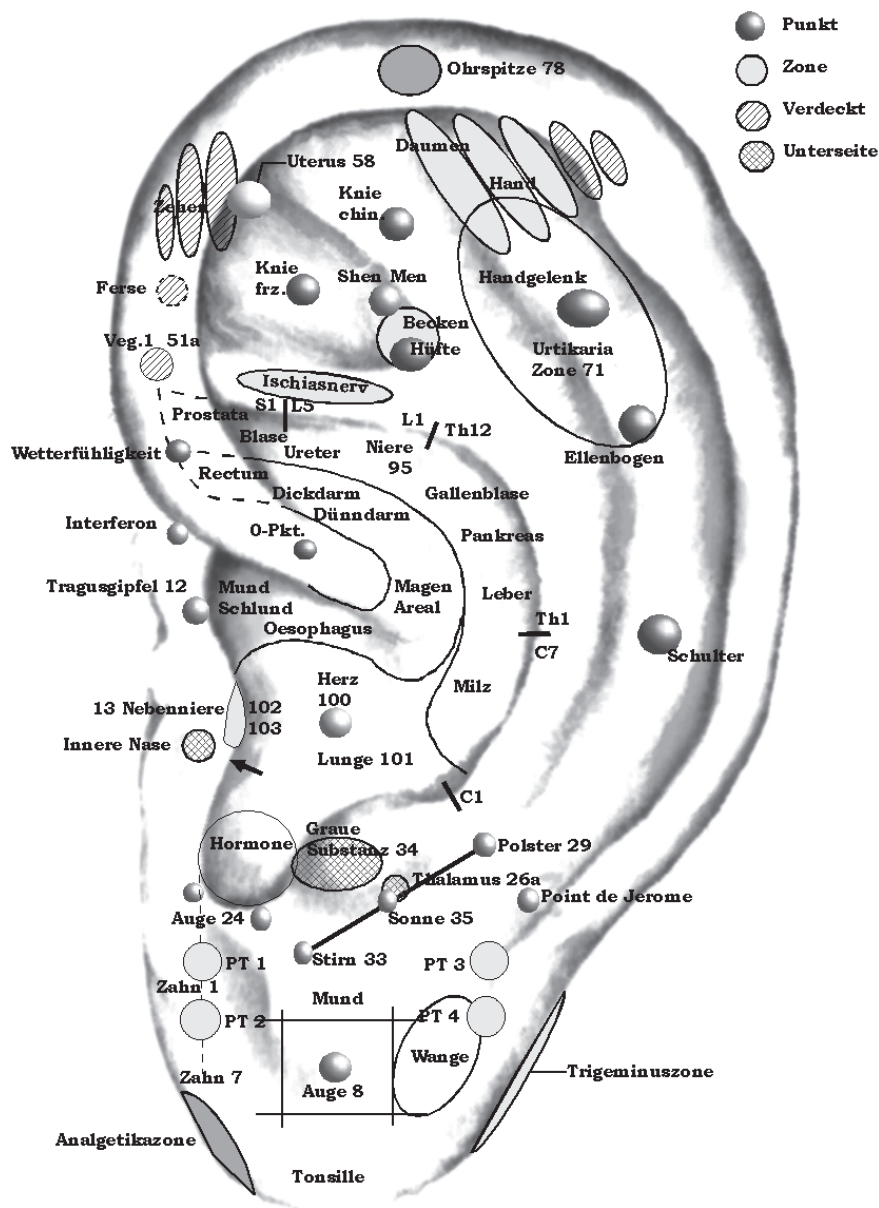 Punkt
Ohrspitze 78
Zone
Verdeckt
Daumen
Unterseite
Uterus 58
Hand
Zehen
Knie
chin.
Knie
frz.
Shen Men
Handgelenk
Ferse
Becken
Veg.1 51a
Hüfte
Urtikaria
Zone 71
Ischiasnerv
Prostata
S1 L5
L1
Th12
Blase
Ureter
Niere
95
Wetterfühligkeit
Rectum
Ellenbogen
Dickdarm
Gallenblase
Dünndarm
Interferon
0-Pkt.
Pankreas
Tragusgipfel 12
Mund
Schlund
Magen
Areal
Leber
Oesophagus
Th1
C7
Schulter
Herz
100
Milz
13 Nebenniere
102
103
Innere Nase
Lunge 101
C1
Hormone
Graue
Substanz 34
Polster 29
Thalamus 26a
Point de Jerome
Auge 24
Sonne 35
Stirn 33
PT 1
PT 3
Zahn 1
Mund
PT 2
PT 4
Wange
Zahn 7
Auge 8
Trigeminuszone
Analgetikazone
Tonsille